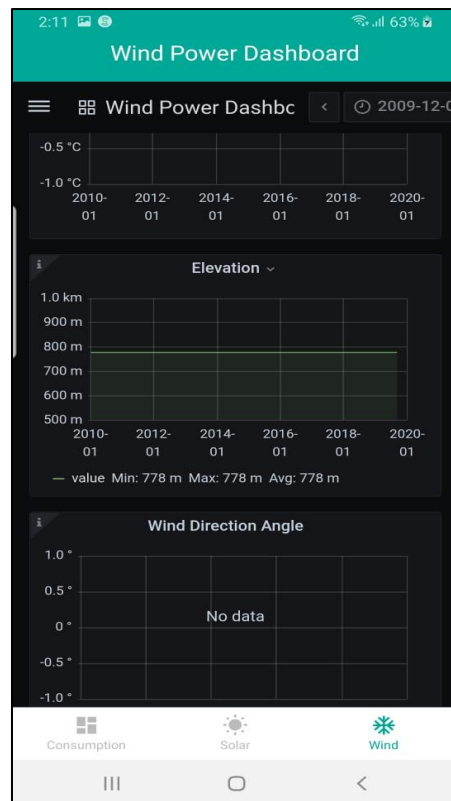 2:11 63%
Wind Power Dashboard
Wind Power Dashbc 2009-12-0
-0.5 °C
-1.0 °C
2010-01 2012-01 2014-01 2016-01 2018-01 2020-01
Elevation
1.0 km
900 m
800 m
700 m
600 m
500 m
2010-01 2012-01 2014-01 2016-01 2018-01 2020-01
value Min: 778 m Max: 778 m Avg: 778 m
Wind Direction Angle
1.0 °
0.5 °
No data
0 °
-0.5 °
-1.0 °
Consumption Solar Wind